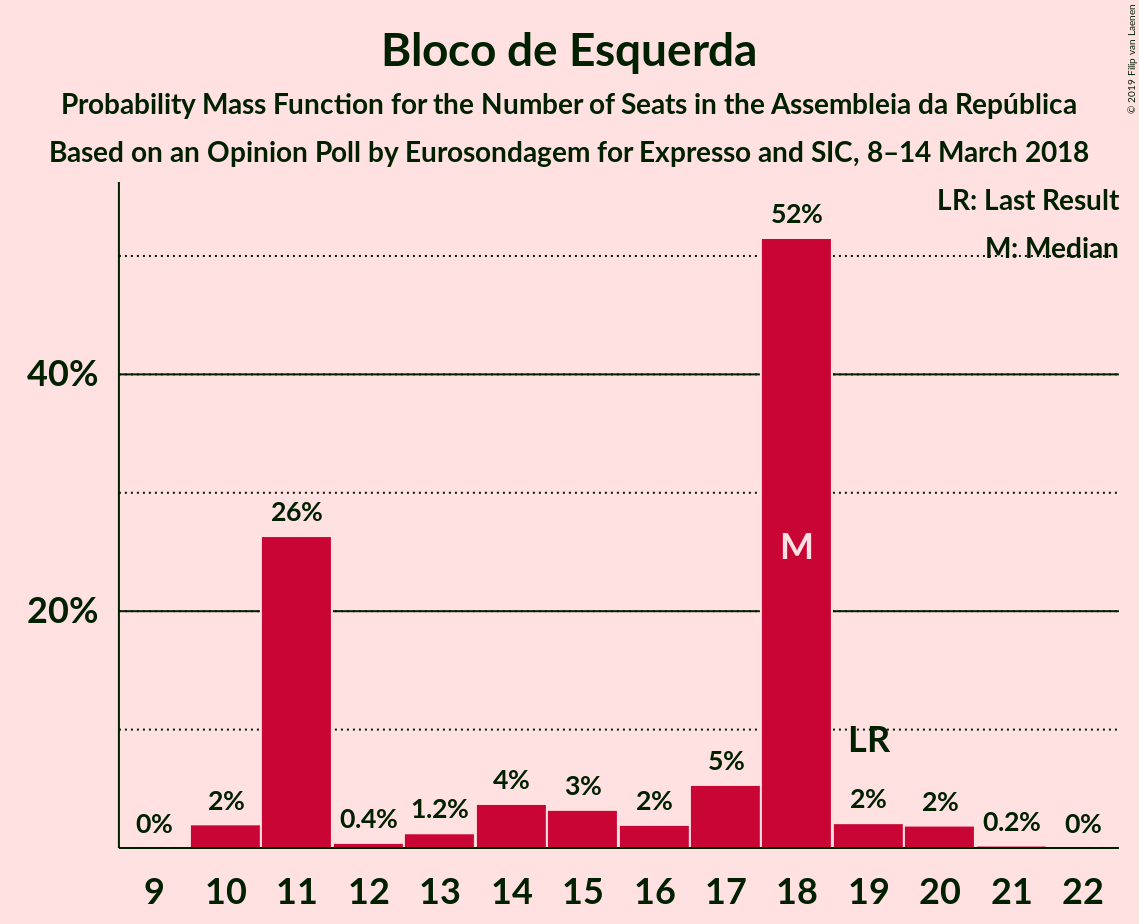 © 2019 Filip van Laenen
Bloco de Esquerda
Probability Mass Function for the Number of Seats in the Assembleia da República
Based on an Opinion Poll by Eurosondagem for Expresso and SIC, 8–14 March 2018
LR: Last Result
M: Median
40%
20%
0%
2%
26%
0.4%
1.2%
4%
3%
2%
5%
52%
M
LR
2%
2%
0.2%
0%
9 10 11 12 13 14 15 16 17 18 19 20 21 22